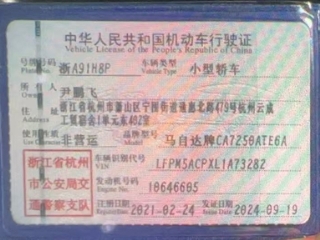 中华人民共和国机动车行驶证
Vehicle License of the People's Republic of China
号牌号码 浙A91H8P 车辆类型 小型轿车
Plate No. Vehicle Type
所有人 尹鹏飞
Owner
住址 浙江省杭州市萧山区宁围街道 北路479号杭州云威
工贸宿舍1单元东402室
使用性质 非营运 品牌型号 马自达牌CA7250ATE6A
Use Character Model
浙江省杭州
市公安局交
通警察支队
车辆识别代号 LFPM5ACPXL1A73282
VIN
发动机号码 10646605
Engine No.
注册日期 2021-02-24 发证日期 2024-09-19
Register Date Issue Date